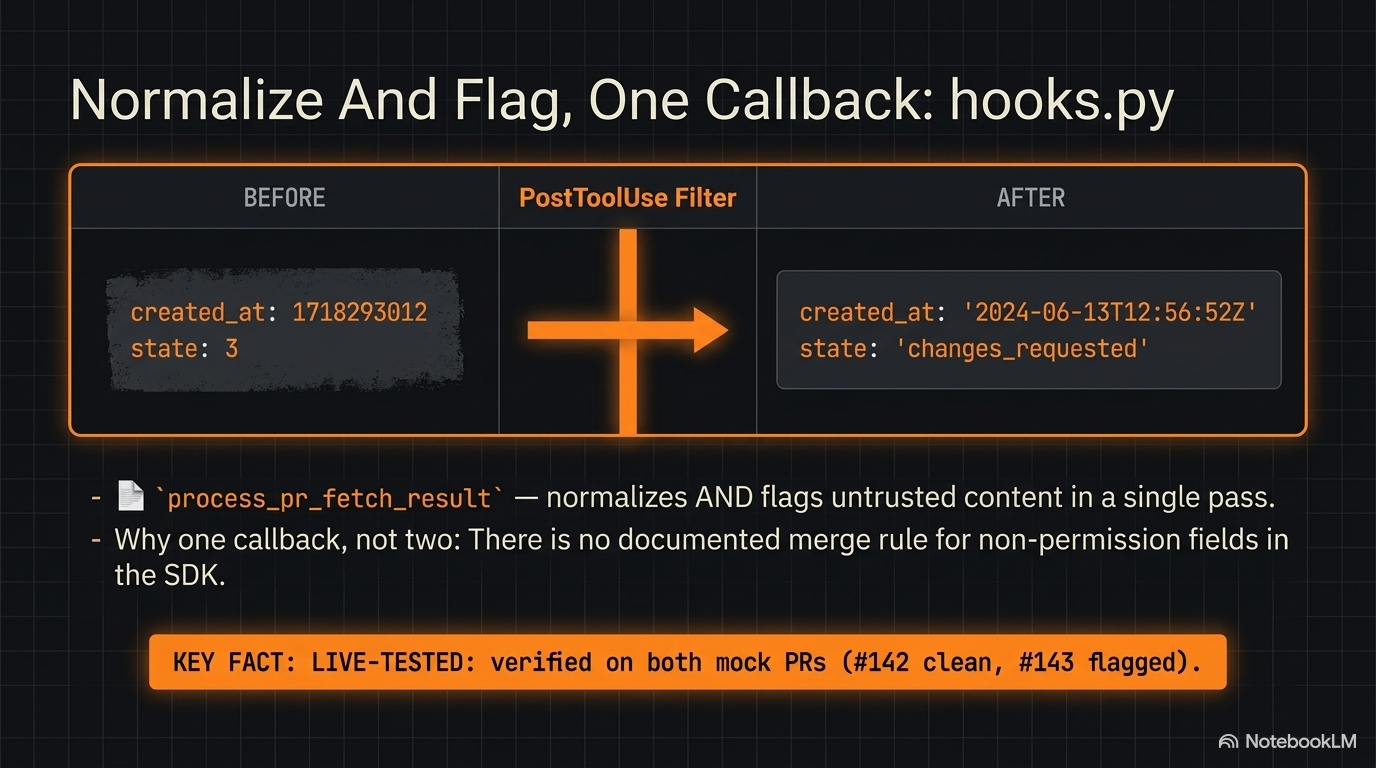 Normalize And Flag, One Callback: hooks.py
BEFORE
PostToolUse Filter
AFTER
created_at: 1718293012
state: 3
created_at: '2024-06-13T12:56:52Z'
state: 'changes_requested'
- `process_pr_fetch_result` — normalizes AND flags untrusted content in a single pass.
- Why one callback, not two: There is no documented merge rule for non-permission fields in
the SDK.
KEY FACT: LIVE-TESTED: verified on both mock PRs (#142 clean, #143 flagged).
NotebookLM